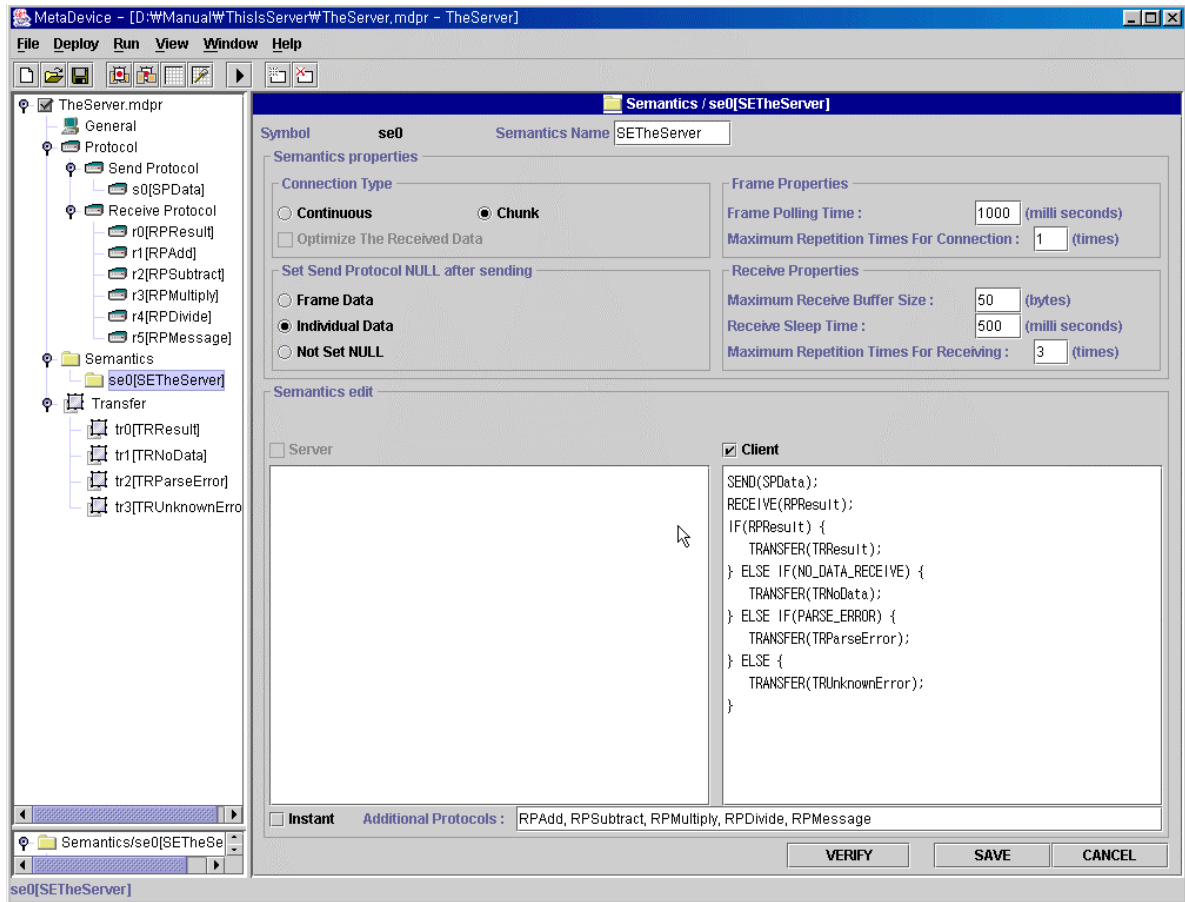 MetaDevice - [D:₩Manual₩ThisIsServer₩TheServer.mdpr - TheServer]
File Deploy Run View Window Help
TheServer.mdpr
General
Protocol
Send Protocol
s0[SPData]
Receive Protocol
r0[RPResult]
r1[RPAdd]
r2[RPSubtract]
r3[RPMultiply]
r4[RPDivide]
r5[RPMessage]
Semantics
se0[SETheServer]
Transfer
tr0[TRResult]
tr1[TRNoData]
tr2[TRParseError]
tr3[TRUnknownErro
Semantics/se0[SETheSe
Semantics / se0[SETheServer]
Symbol se0 Semantics Name SETheServer
Semantics properties
Connection Type
Continuous Chunk
Optimize The Received Data
Frame Properties
Frame Polling Time : 1000 (milli seconds)
Maximum Repetition Times For Connection : 1 (times)
Set Send Protocol NULL after sending
Frame Data
Individual Data
Not Set NULL
Receive Properties
Maximum Receive Buffer Size : 50 (bytes)
Receive Sleep Time : 500 (milli seconds)
Maximum Repetition Times For Receiving : 3 (times)
Semantics edit
Server
Client
SEND(SPData);
RECEIVE(RPResult);
IF(RPResult) {
TRANSFER(TRResult);
} ELSE IF(NO_DATA_RECEIVE) {
TRANSFER(TRNoData);
} ELSE IF(PARSE_ERROR) {
TRANSFER(TRParseError);
} ELSE {
TRANSFER(TRUnknownError);
}
Instant Additional Protocols : RPAdd, RPSubtract, RPMultiply, RPDivide, RPMessage
VERIFY SAVE CANCEL
se0[SETheServer]